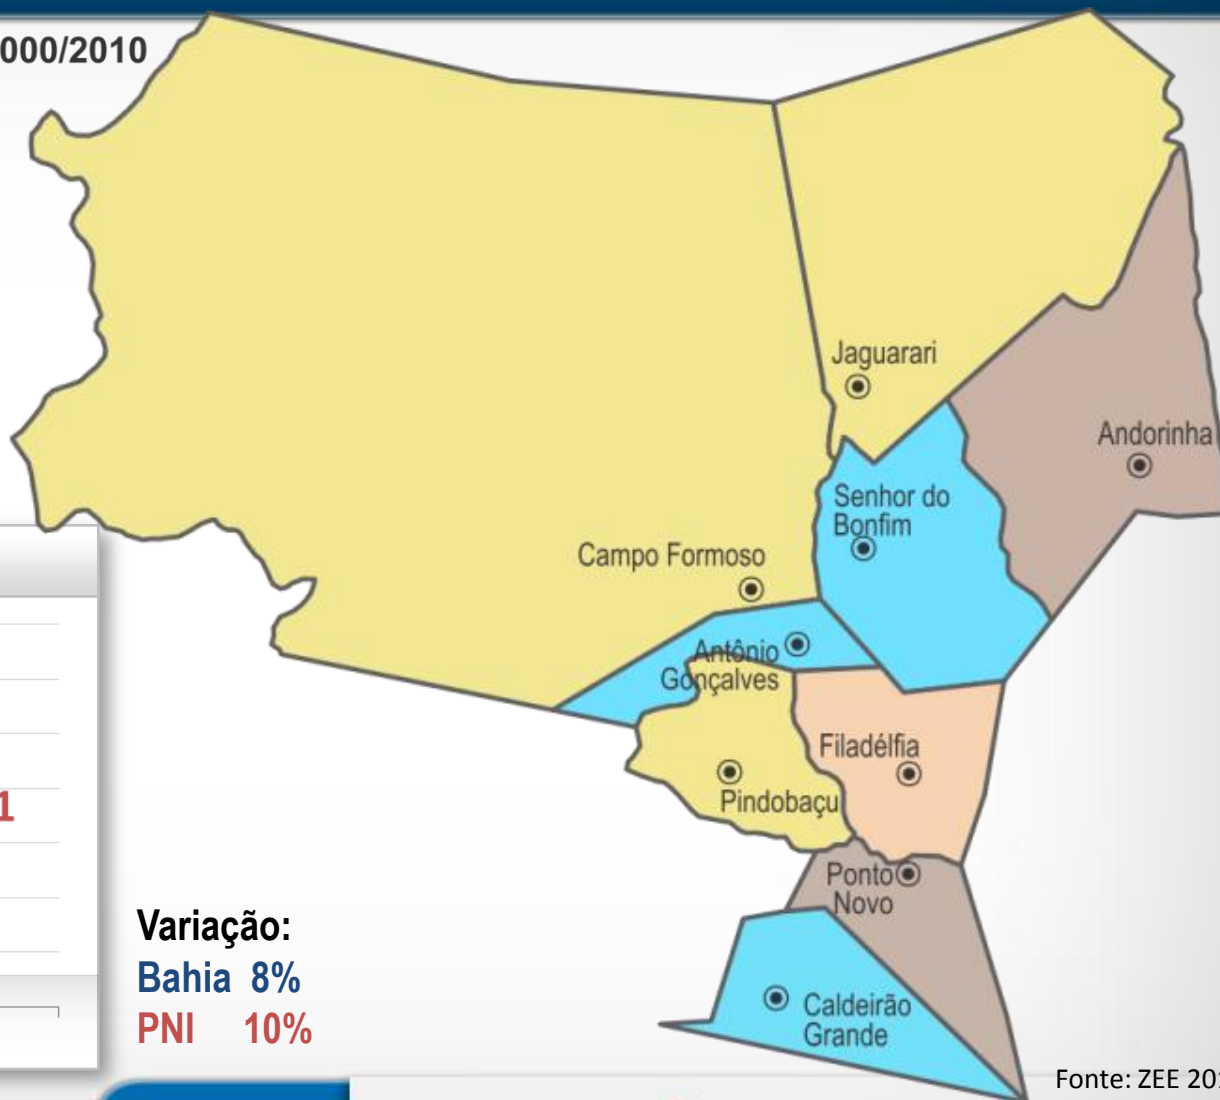 000/2010
Jaguarari
Andorinha
Senhor do
Bonfim
Campo Formoso
Antônio
Gonçalves
Filadélfia
Pindobaçu
1
Ponto
Novo
Variação:
Bahia 8%
PNI 10%
Caldeirão
Grande
Fonte: ZEE 20